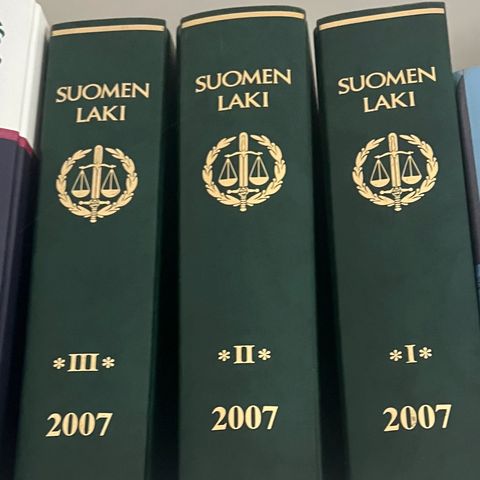 SUOMEN
LAKI
*III*
2007
SUOMEN
LAKI
*II*
2007
SUOMEN
LAKI
*I*
2007